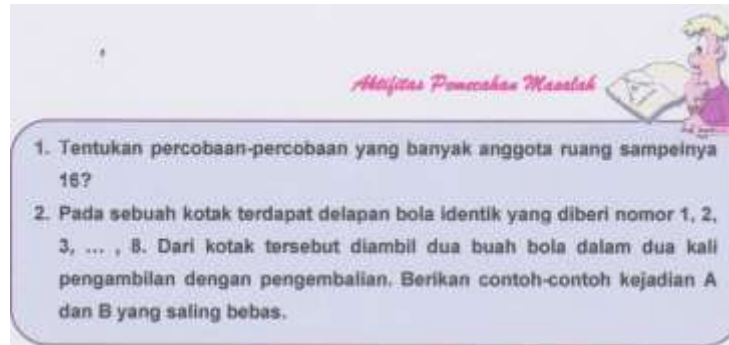 Aktifitas Pemecahan Masalah
1. Tentukan percobaan-percobaan yang banyak anggota ruang sampelnya
16?
2. Pada sebuah kotak terdapat delapan bola identik yang diberi nomor 1, 2,
3, ... , 8. Dari kotak tersebut diambil dua buah bola dalam dua kali
pengambilan dengan pengembalian. Berikan contoh-contoh kejadian A
dan B yang saling bebas.